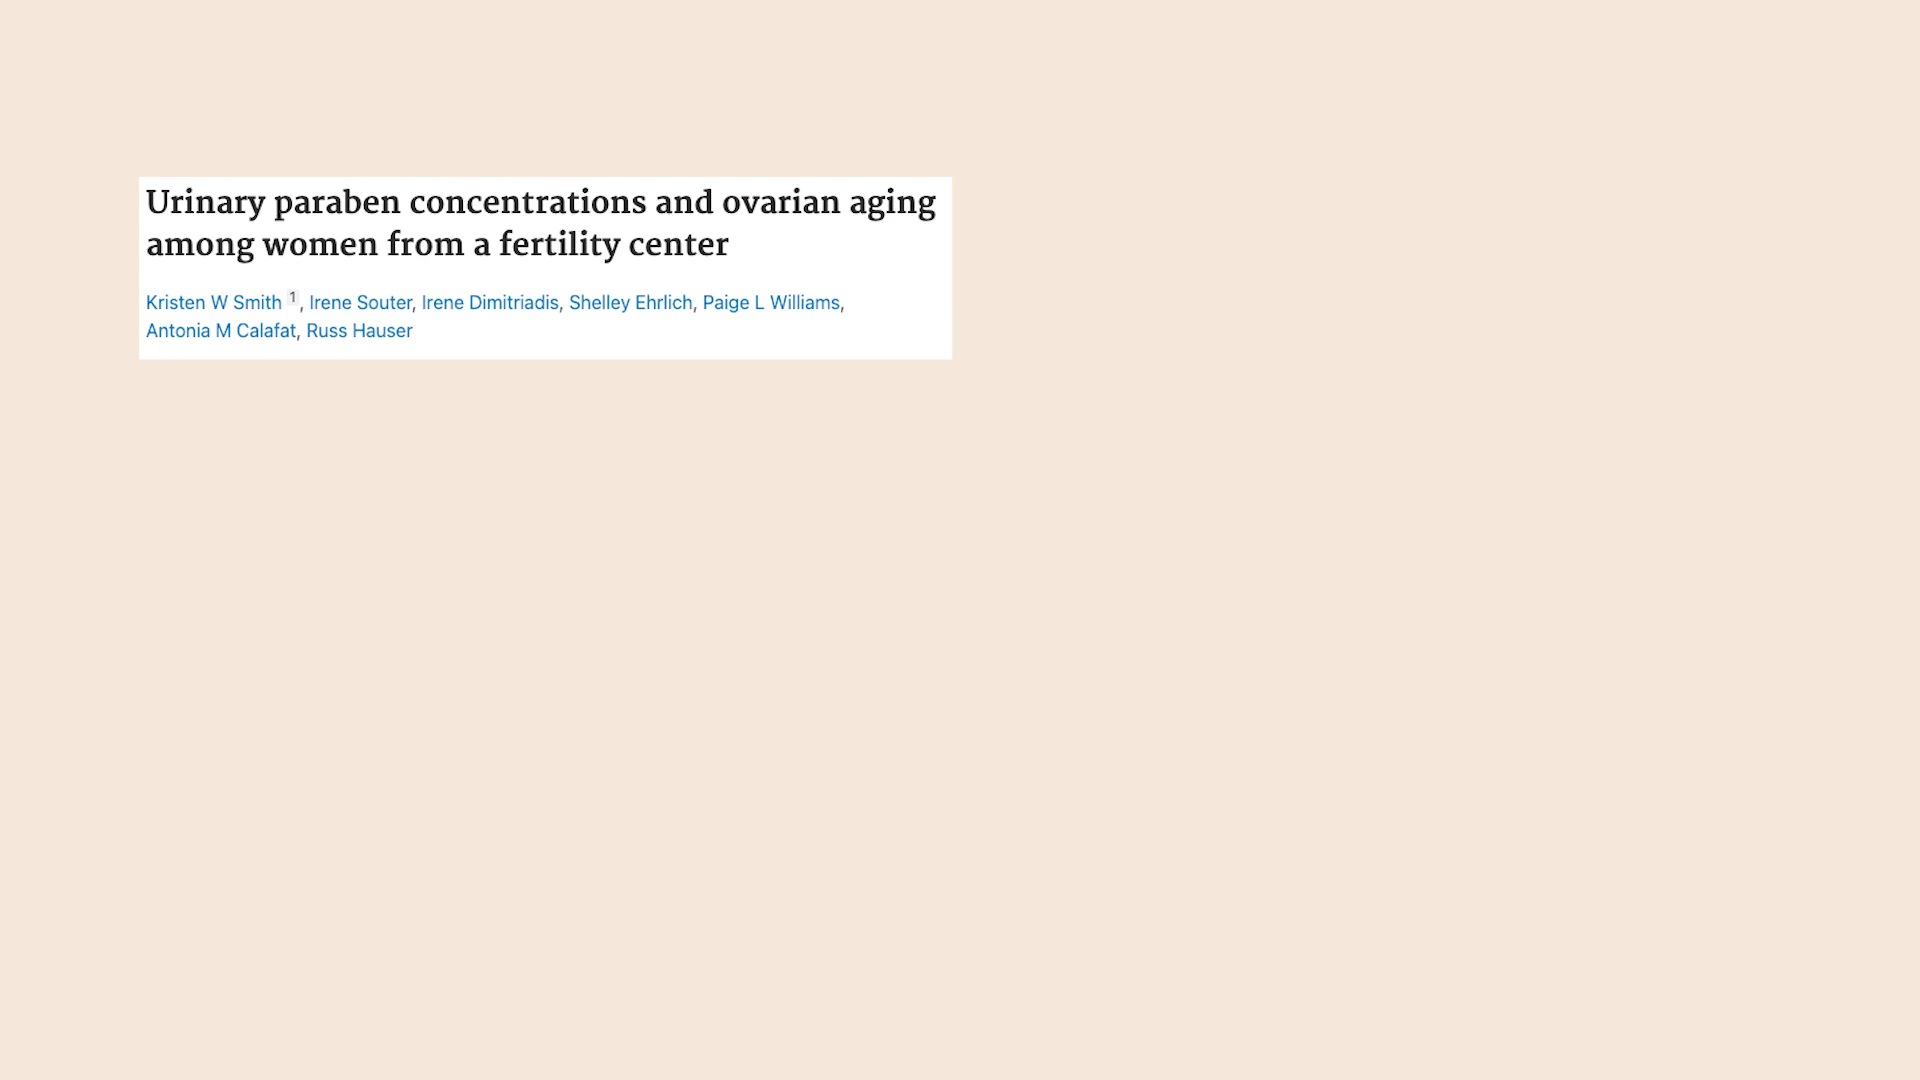 Urinary paraben concentrations and ovarian aging
among women from a fertility center
Kristen W Smith 1, Irene Souter, Irene Dimitriadis, Shelley Ehrlich, Paige L Williams,
Antonia M Calafat, Russ Hauser